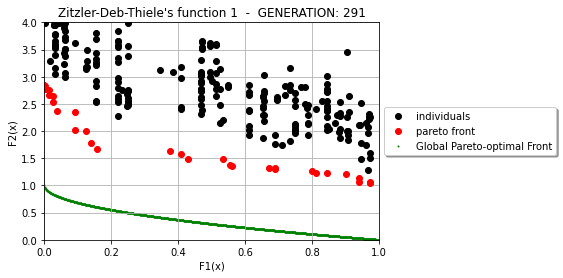 Zitzler-Deb-Thiele's function 1 - GENERATION: 291
4.0
3.5
3.0
2.5
2.0
1.5
1.0
0.5
0.0
F2(x)
0.0 0.2 0.4 0.6 0.8 1.0
F1(x)
individuals
pareto front
Global Pareto-optimal Front